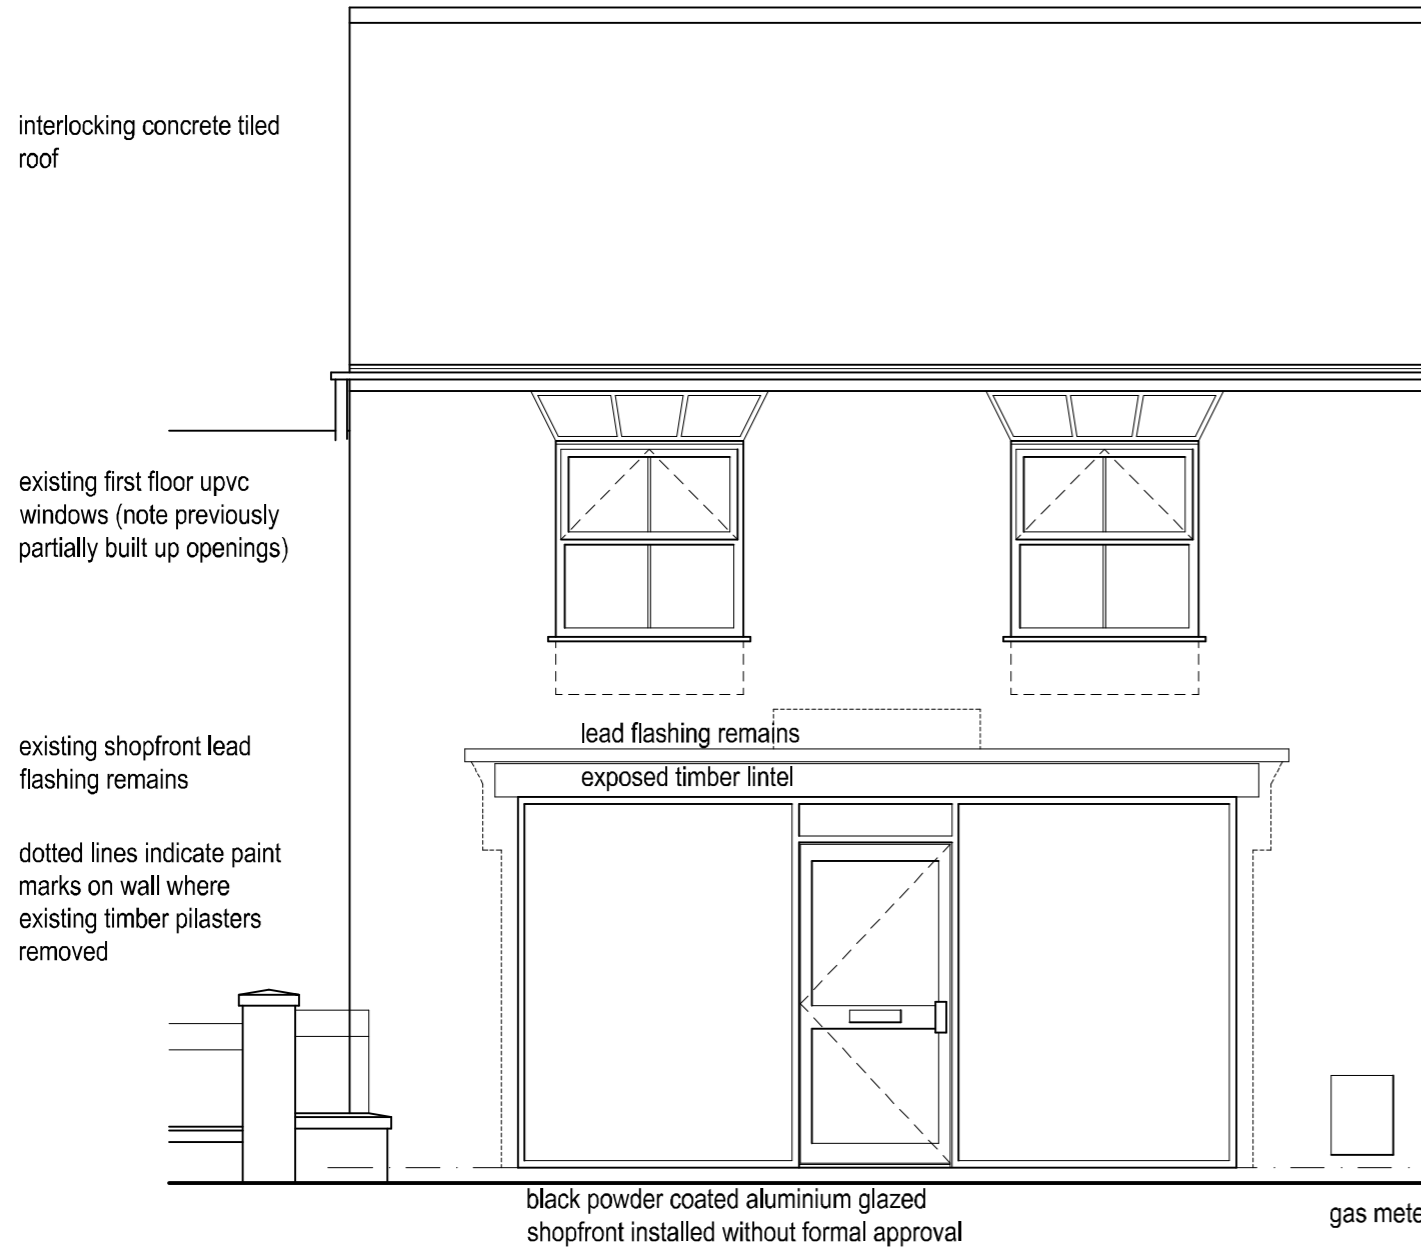 interlocking concrete tiled
roof
existing first floor upvc
windows (note previously
partially built up openings)
existing shopfront lead
flashing remains
lead flashing remains
exposed timber lintel
dotted lines indicate paint
marks on wall where
existing timber pilasters
removed
black powder coated aluminium glazed
shopfront installed without formal approval
gas mete